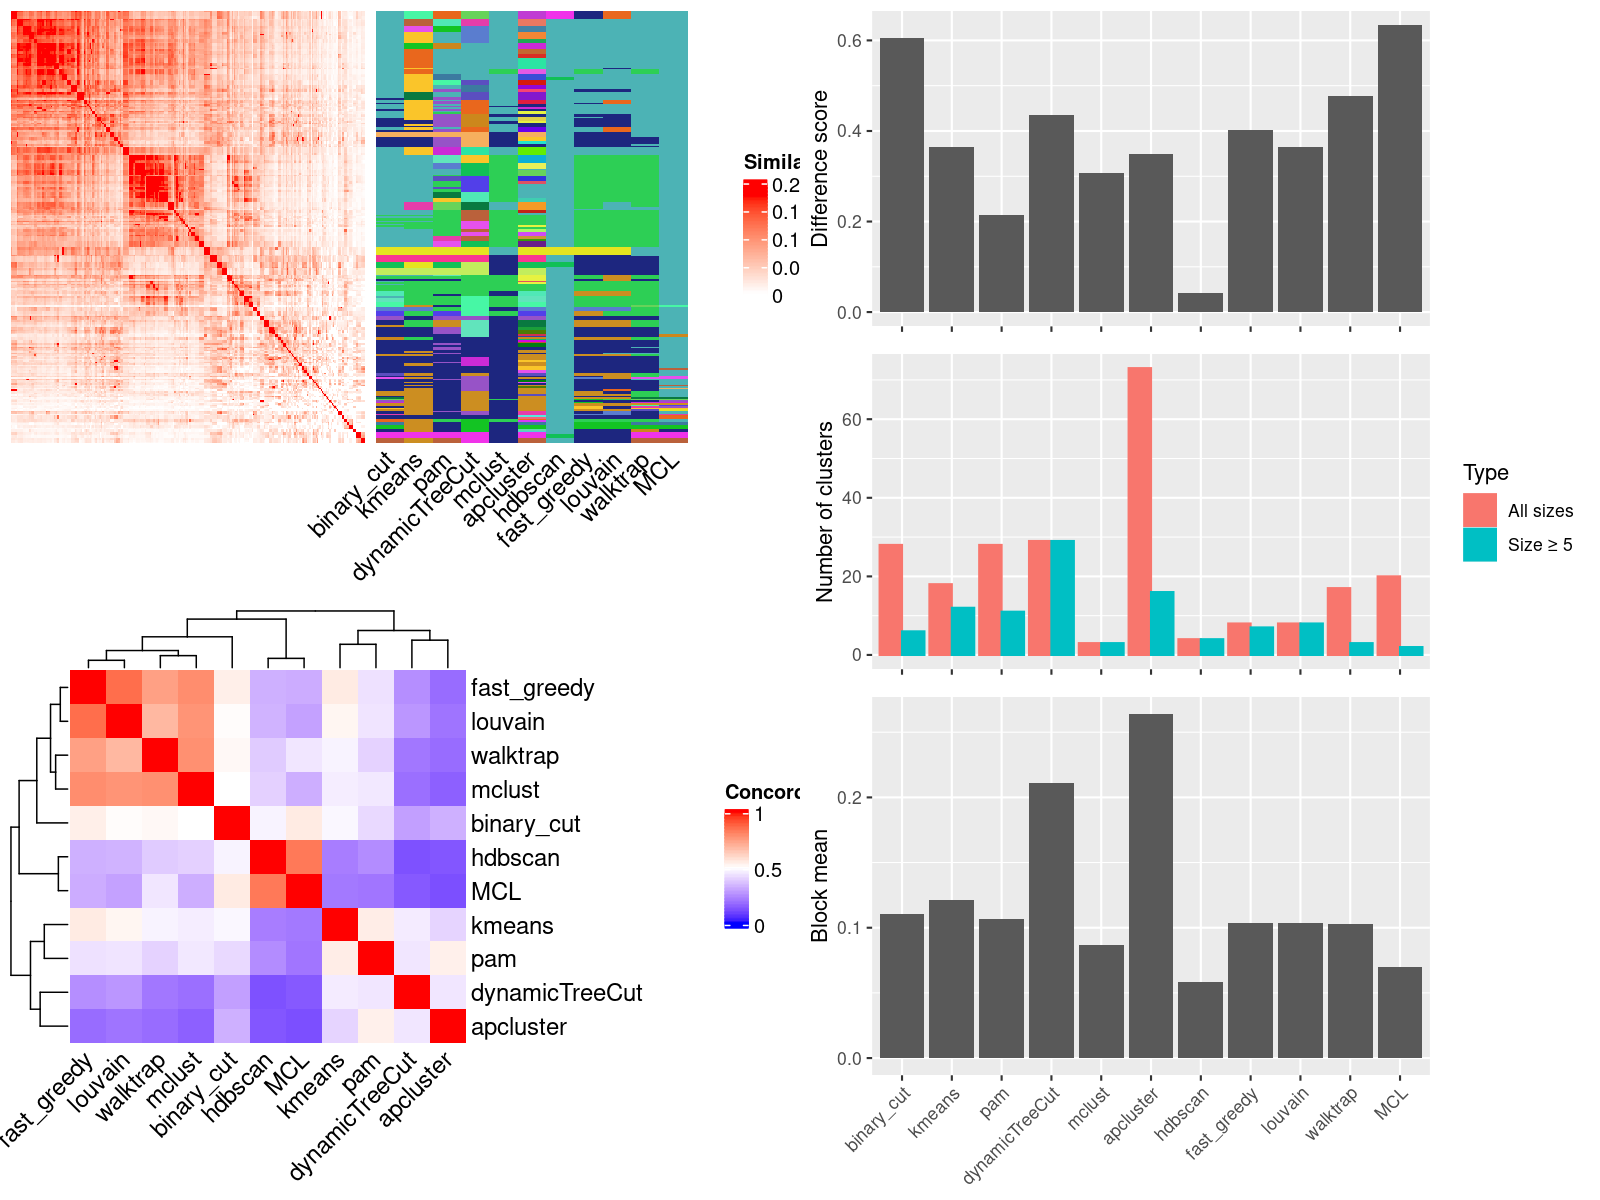 Simila
0.2
0.1
0.1
0.0
0
binary_cut
kmeans
pam
dynamicTreeCut
mclust
apcluster
hdbscan
fast_greedy
louvain
walktrap
MCL
fast_greedy
louvain
walktrap
mclust
binary_cut
hdbscan
MCL
kmeans
pam
dynamicTreeCut
apcluster
fast_greedy
louvain
walktrap
mclust
binary_cut
hdbscan
MCL
kmeans
pam
dynamicTreeCut
apcluster
Concord
1
0.5
0
Difference score
0.6
0.4
0.2
0.0
Number of clusters
60
40
20
0
Type
All sizes
Size ≥ 5
Block mean
0.2
0.1
0.0
binary_cut
kmeans
pam
dynamicTreeCut
mclust
apcluster
hdbscan
fast_greedy
louvain
walktrap
MCL